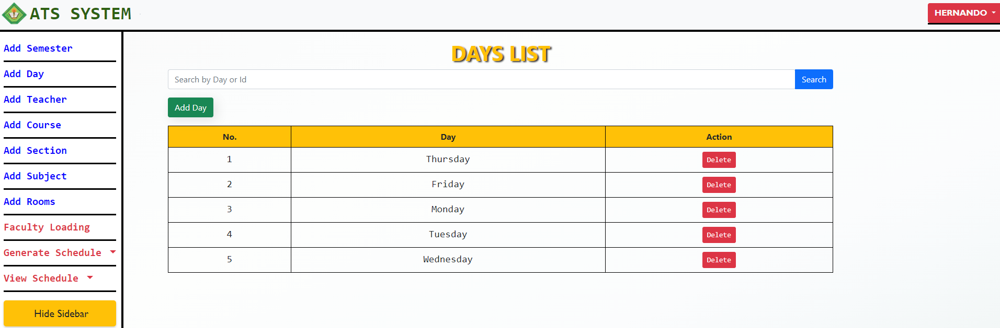 ATS SYSTEM
HERNANDO
Add Semester
Add Day
Add Teacher
Add Course
Add Section
Add Subject
Add Rooms
Faculty Loading
Generate Schedule
View Schedule
Hide Sidebar
DAYS LIST
Search by Day or Id
Search
Add Day
No. Day Action
1 Thursday Delete
2 Friday Delete
3 Monday Delete
4 Tuesday Delete
5 Wednesday Delete